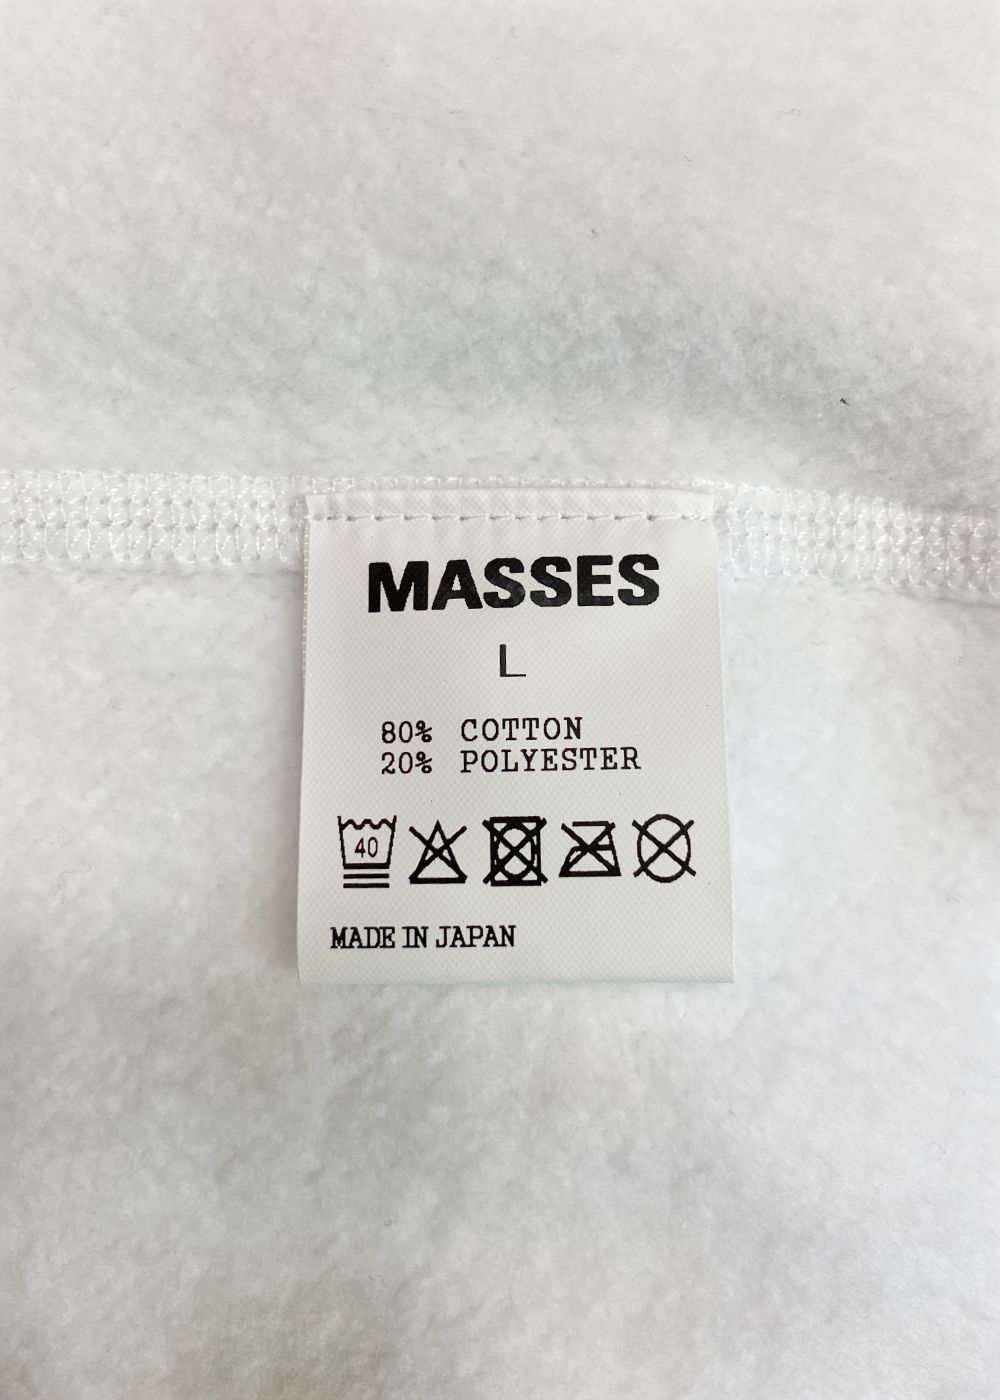 MASSES
L
80% COTTON
20% POLYESTER
40
MADE IN JAPAN